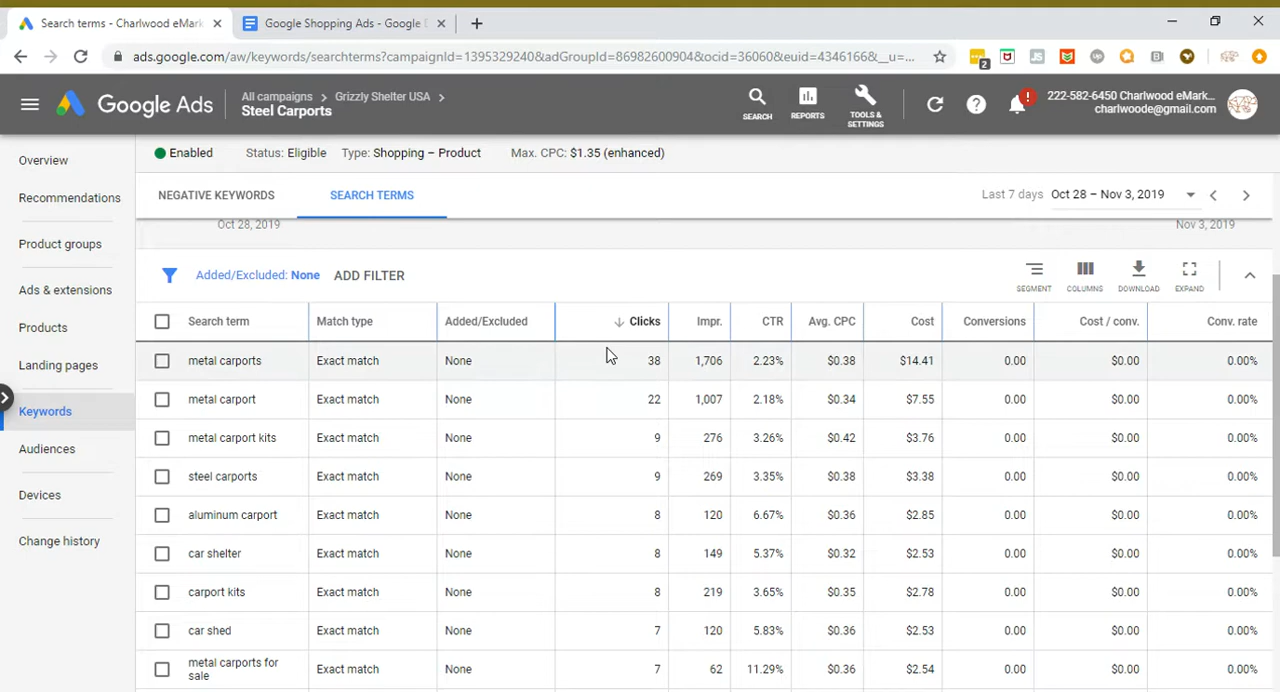 Search terms - Charlwood eMark
Google Shopping Ads - Google
ads.google.com/aw/keywords/searchterms?campaignId=1395329240&adGroupId=86982600904&ocid=36060&euid=4346166&__u=...
2
Google Ads
All campaigns > Grizzly Shelter USA >
Steel Carports
SEARCH
REPORTS
TOOLS & SETTINGS
!
222-582-6450 Charlwood eMark...
charlwoode@gmail.com
Overview
Recommendations
Product groups
Ads & extensions
Products
Landing pages
Keywords
Audiences
Devices
Change history
Enabled Status: Eligible Type: Shopping – Product Max. CPC: $1.35 (enhanced)
NEGATIVE KEYWORDS SEARCH TERMS Last 7 days Oct 28 – Nov 3, 2019
Oct 28, 2019 Nov 3, 2019
Added/Excluded: None ADD FILTER SEGMENT COLUMNS DOWNLOAD EXPAND
Search term Match type Added/Excluded Clicks Impr. CTR Avg. CPC Cost Conversions Cost / conv. Conv. rate
metal carports Exact match None 38 1,706 2.23% $0.38 $14.41 0.00 $0.00 0.00%
metal carport Exact match None 22 1,007 2.18% $0.34 $7.55 0.00 $0.00 0.00%
metal carport kits Exact match None 9 276 3.26% $0.42 $3.76 0.00 $0.00 0.00%
steel carports Exact match None 9 269 3.35% $0.38 $3.38 0.00 $0.00 0.00%
aluminum carport Exact match None 8 120 6.67% $0.36 $2.85 0.00 $0.00 0.00%
car shelter Exact match None 8 149 5.37% $0.32 $2.53 0.00 $0.00 0.00%
carport kits Exact match None 8 219 3.65% $0.35 $2.78 0.00 $0.00 0.00%
car shed Exact match None 7 120 5.83% $0.36 $2.53 0.00 $0.00 0.00%
metal carports for sale Exact match None 7 62 11.29% $0.36 $2.54 0.00 $0.00 0.00%